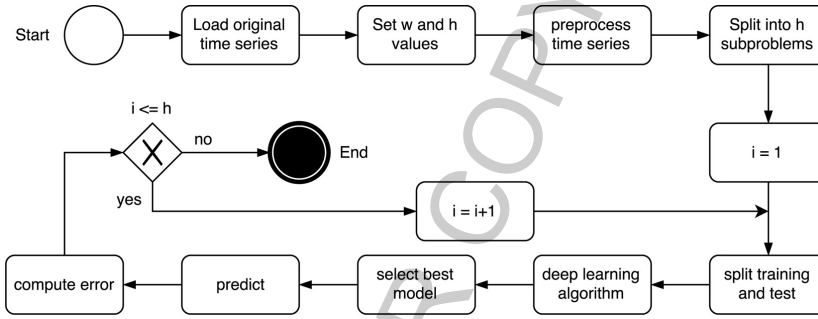 Start
Load original
time series
Set w and h
values
preprocess
time series
Split into h
subproblems
i <= h
no
End
yes
i = 1
i = i+1
compute error
predict
select best
model
deep learning
algorithm
split training
and test
R COPY